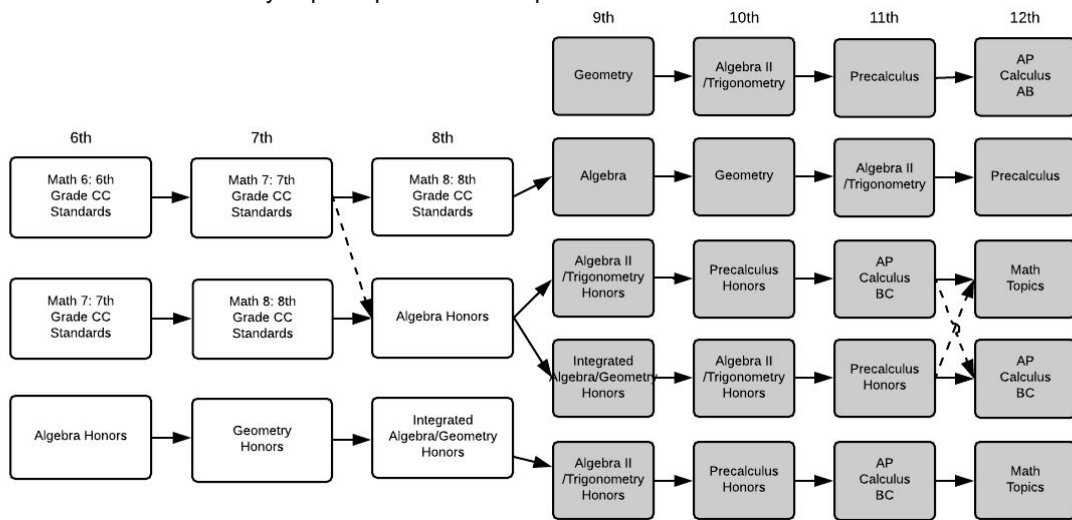 9th
10th
11th
12th
Geometry
Algebra II
/Trigonometry
Precalculus
AP
Calculus
AB
6th
7th
8th
Math 6: 6th
Grade CC
Standards
Math 7: 7th
Grade CC
Standards
Math 8: 8th
Grade CC
Standards
Algebra
Geometry
Algebra II
/Trigonometry
Precalculus
Math 7: 7th
Grade CC
Standards
Math 8: 8th
Grade CC
Standards
Algebra Honors
Algebra II
/Trigonometry
Honors
Precalculus
Honors
AP
Calculus
BC
Math
Topics
Integrated
Algebra/Geometry
Honors
Algebra II
/Trigonometry
Honors
Precalculus
Honors
AP
Calculus
BC
Algebra Honors
Geometry
Honors
Integrated
Algebra/Geometry
Honors
Algebra II
/Trigonometry
Honors
Precalculus
Honors
AP
Calculus
BC
Math
Topics